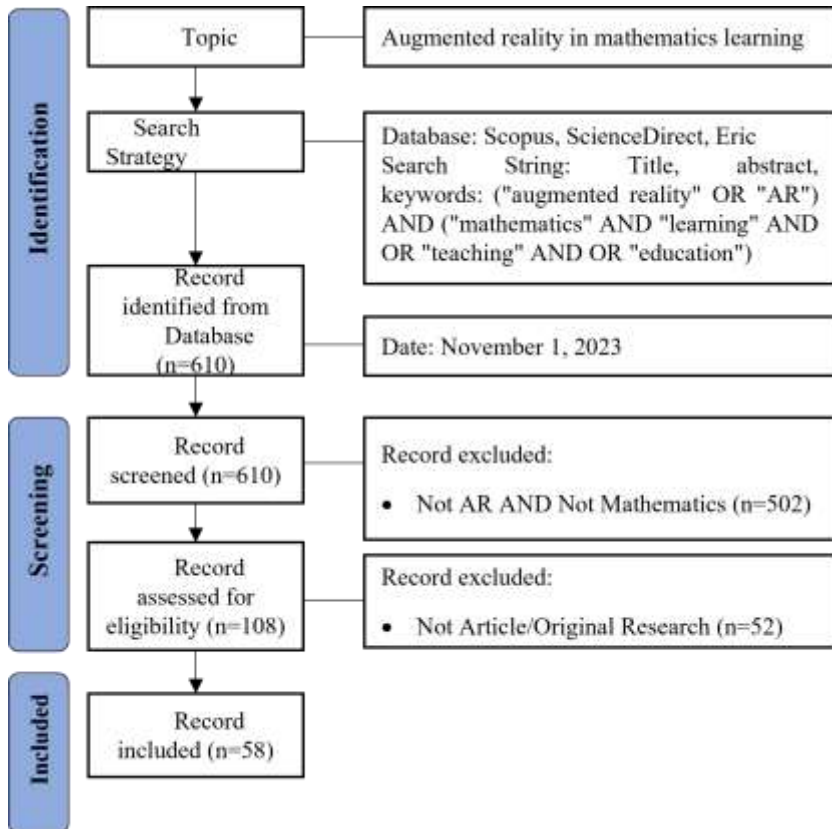 Identification
Topic
Augmented reality in mathematics learning
Search
Strategy
Database: Scopus, ScienceDirect, Eric
Search String: Title, abstract,
keywords: ("augmented reality" OR "AR")
AND ("mathematics" AND "learning" AND
OR "teaching" AND OR "education")
Record
identified from
Database
(n=610)
Date: November 1, 2023
Screening
Record
screened (n=610)
Record excluded:
• Not AR AND Not Mathematics (n=502)
Record
assessed for
eligibility (n=108)
Record excluded:
• Not Article/Original Research (n=52)
Included
Record
included (n=58)